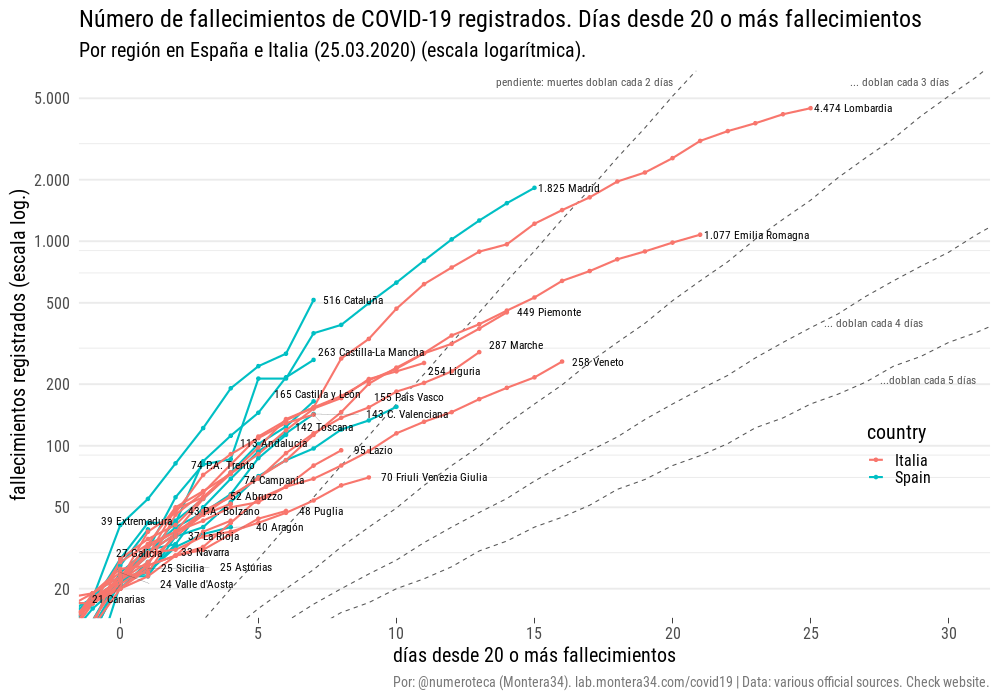 Número de fallecimientos de COVID-19 registrados. Días desde 20 o más fallecimientos
Por región en España e Italia (25.03.2020) (escala logarítmica).
pendiente: muertes doblan cada 2 días
... doblan cada 3 días
5.000
4.474 Lombardia
2.000
1.825 Madrid
1.000
1.077 Emilia Romagna
500
516 Cataluña
449 Piemonte
... doblan cada 4 días
287 Marche
263 Castilla-La Mancha
258 Veneto
254 Liguria
200
...doblan cada 5 días
165 Castilla y León
155 País Vasco
143 C. Valenciana
142 Toscana
100
113 Andalucía
95 Lazio
74 P.A. Trento
74 Campania
70 Friuli Venezia Giulia
50
52 Abruzzo
43 P.A. Bolzano
48 Puglia
39 Extremadura
40 Aragón
37 La Rioja
33 Navarra
27 Galicia
25 Sicilia
25 Asturias
20
24 Valle d'Aosta
21 Canarias
country
Italia
Spain
fallecimientos registrados (escala log.)
0
5
10
15
20
25
30
días desde 20 o más fallecimientos
Por: @numeroteca (Montera34). lab.montera34.com/covid19 | Data: various official sources. Check website.